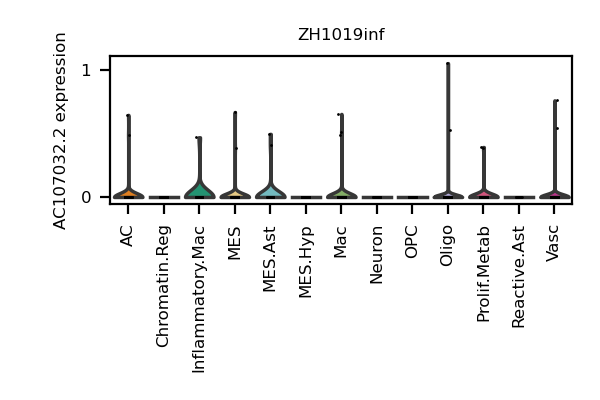 ZH1019inf
AC107032.2 expression
1
0
AC
Chromatin.Reg
Inflammatory.Mac
MES
MES.Ast
MES.Hyp
Mac
Neuron
OPC
Oligo
Prolif.Metab
Reactive.Ast
Vasc